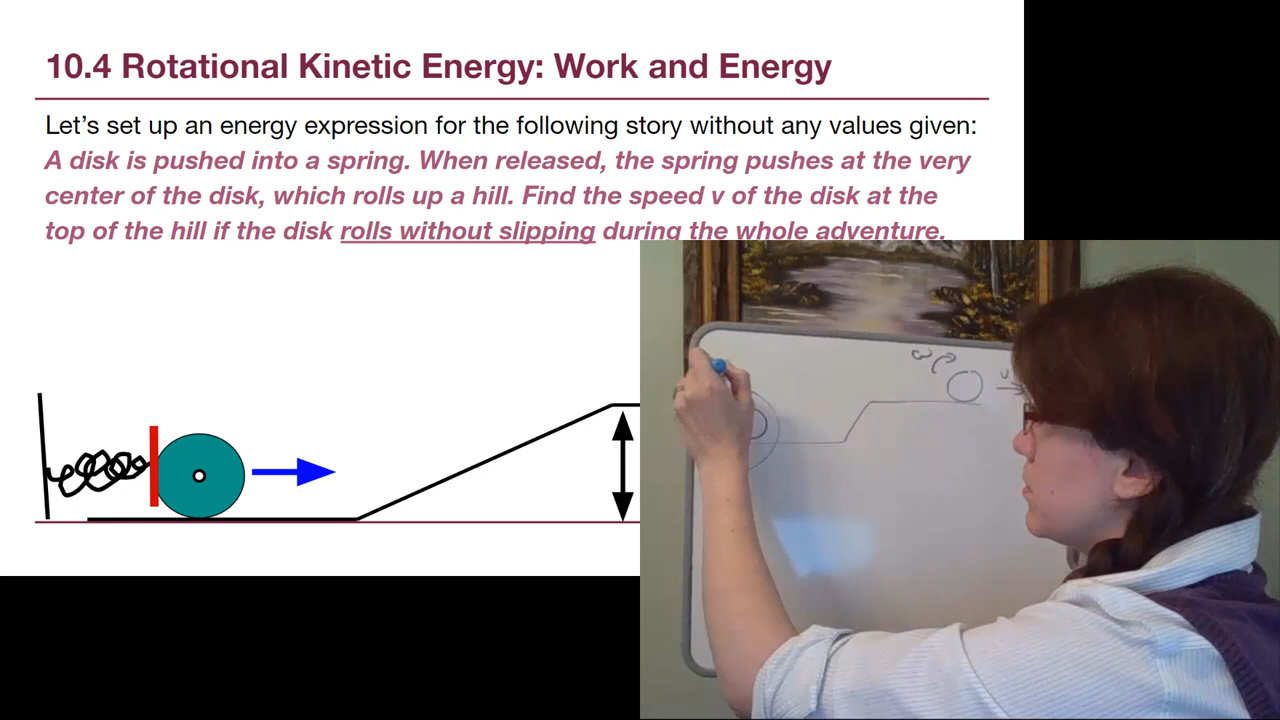 10.4 Rotational Kinetic Energy: Work and Energy
Let's set up an energy expression for the following story without any values given:
A disk is pushed into a spring. When released, the spring pushes at the very
center of the disk, which rolls up a hill. Find the speed v of the disk at the
top of the hill if the disk rolls without slipping during the whole adventure.
ω